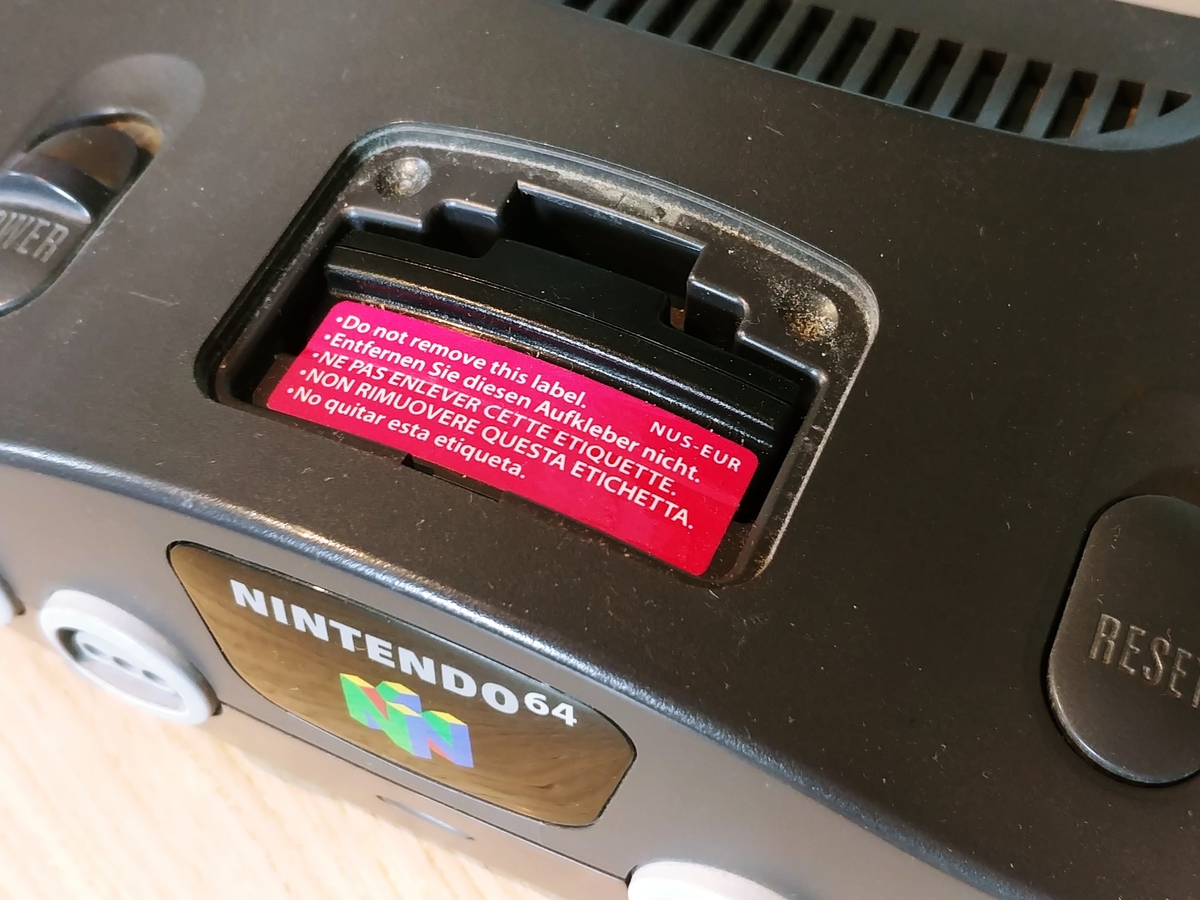 OWER
•Do not remove this label.
•Entfernen Sie diesen Aufkleber nicht.
•NE PAS ENLEVER CETTE ETIQUETTE.
•NON RIMUOVERE QUESTA ETICHETTA.
•No quitar esta etiqueta.
NUS-EUR
NINTENDO64
RESET